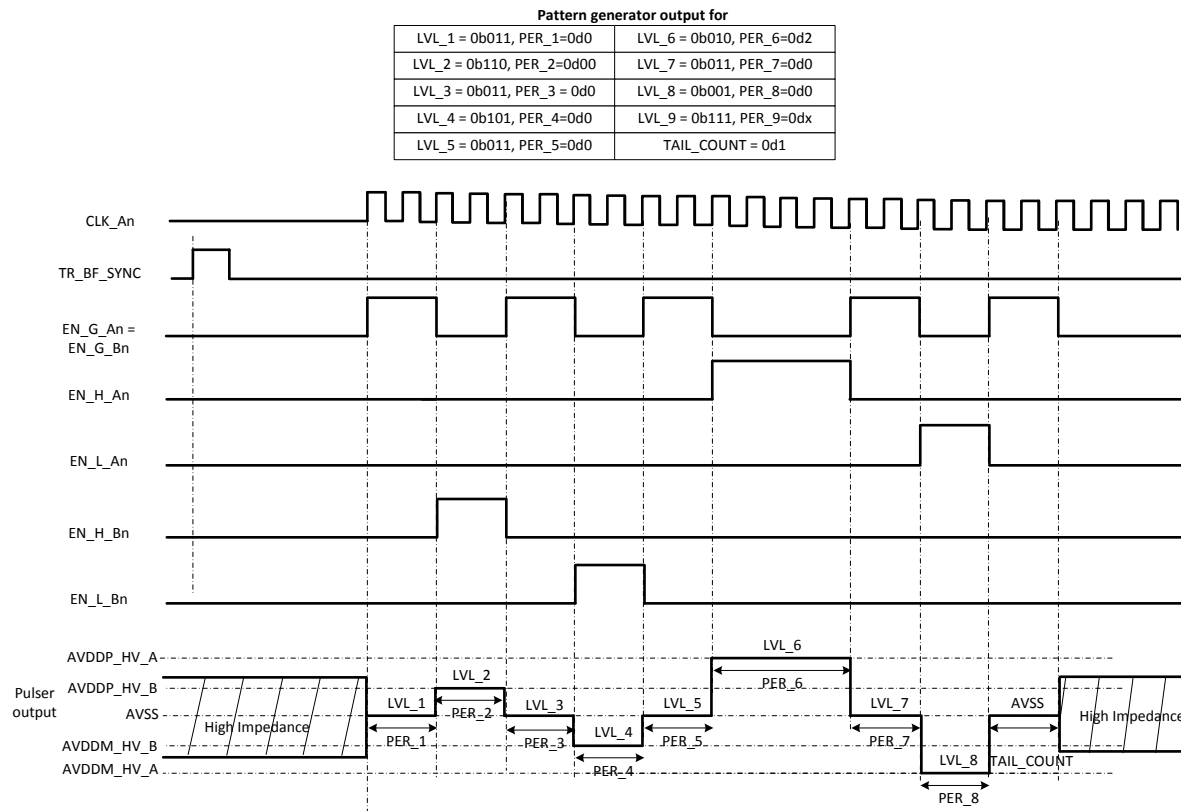 Pattern generator output for
LVL_1 = 0b011, PER_1=0d0
LVL_6 = 0b010, PER_6=0d2
LVL_2 = 0b110, PER_2=0d00
LVL_7 = 0b011, PER_7=0d0
LVL_3 = 0b011, PER_3 = 0d0
LVL_8 = 0b001, PER_8=0d0
LVL_4 = 0b101, PER_4=0d0
LVL_9 = 0b111, PER_9=0dx
LVL_5 = 0b011, PER_5=0d0
TAIL_COUNT = 0d1
CLK_An
TR_BF_SYNC
EN_G_An =
EN_G_Bn
EN_H_An
EN_L_An
EN_H_Bn
EN_L_Bn
Pulser
output
AVDDP_HV_A
AVDDP_HV_B
AVSS
AVDDM_HV_B
AVDDM_HV_A
High Impedance
LVL_1
PER_1
LVL_2
PER_2
LVL_3
PER_3
LVL_4
PER_4
LVL_5
PER_5
LVL_6
PER_6
LVL_7
PER_7
LVL_8
PER_8
AVSS
TAIL_COUNT
High Impedance